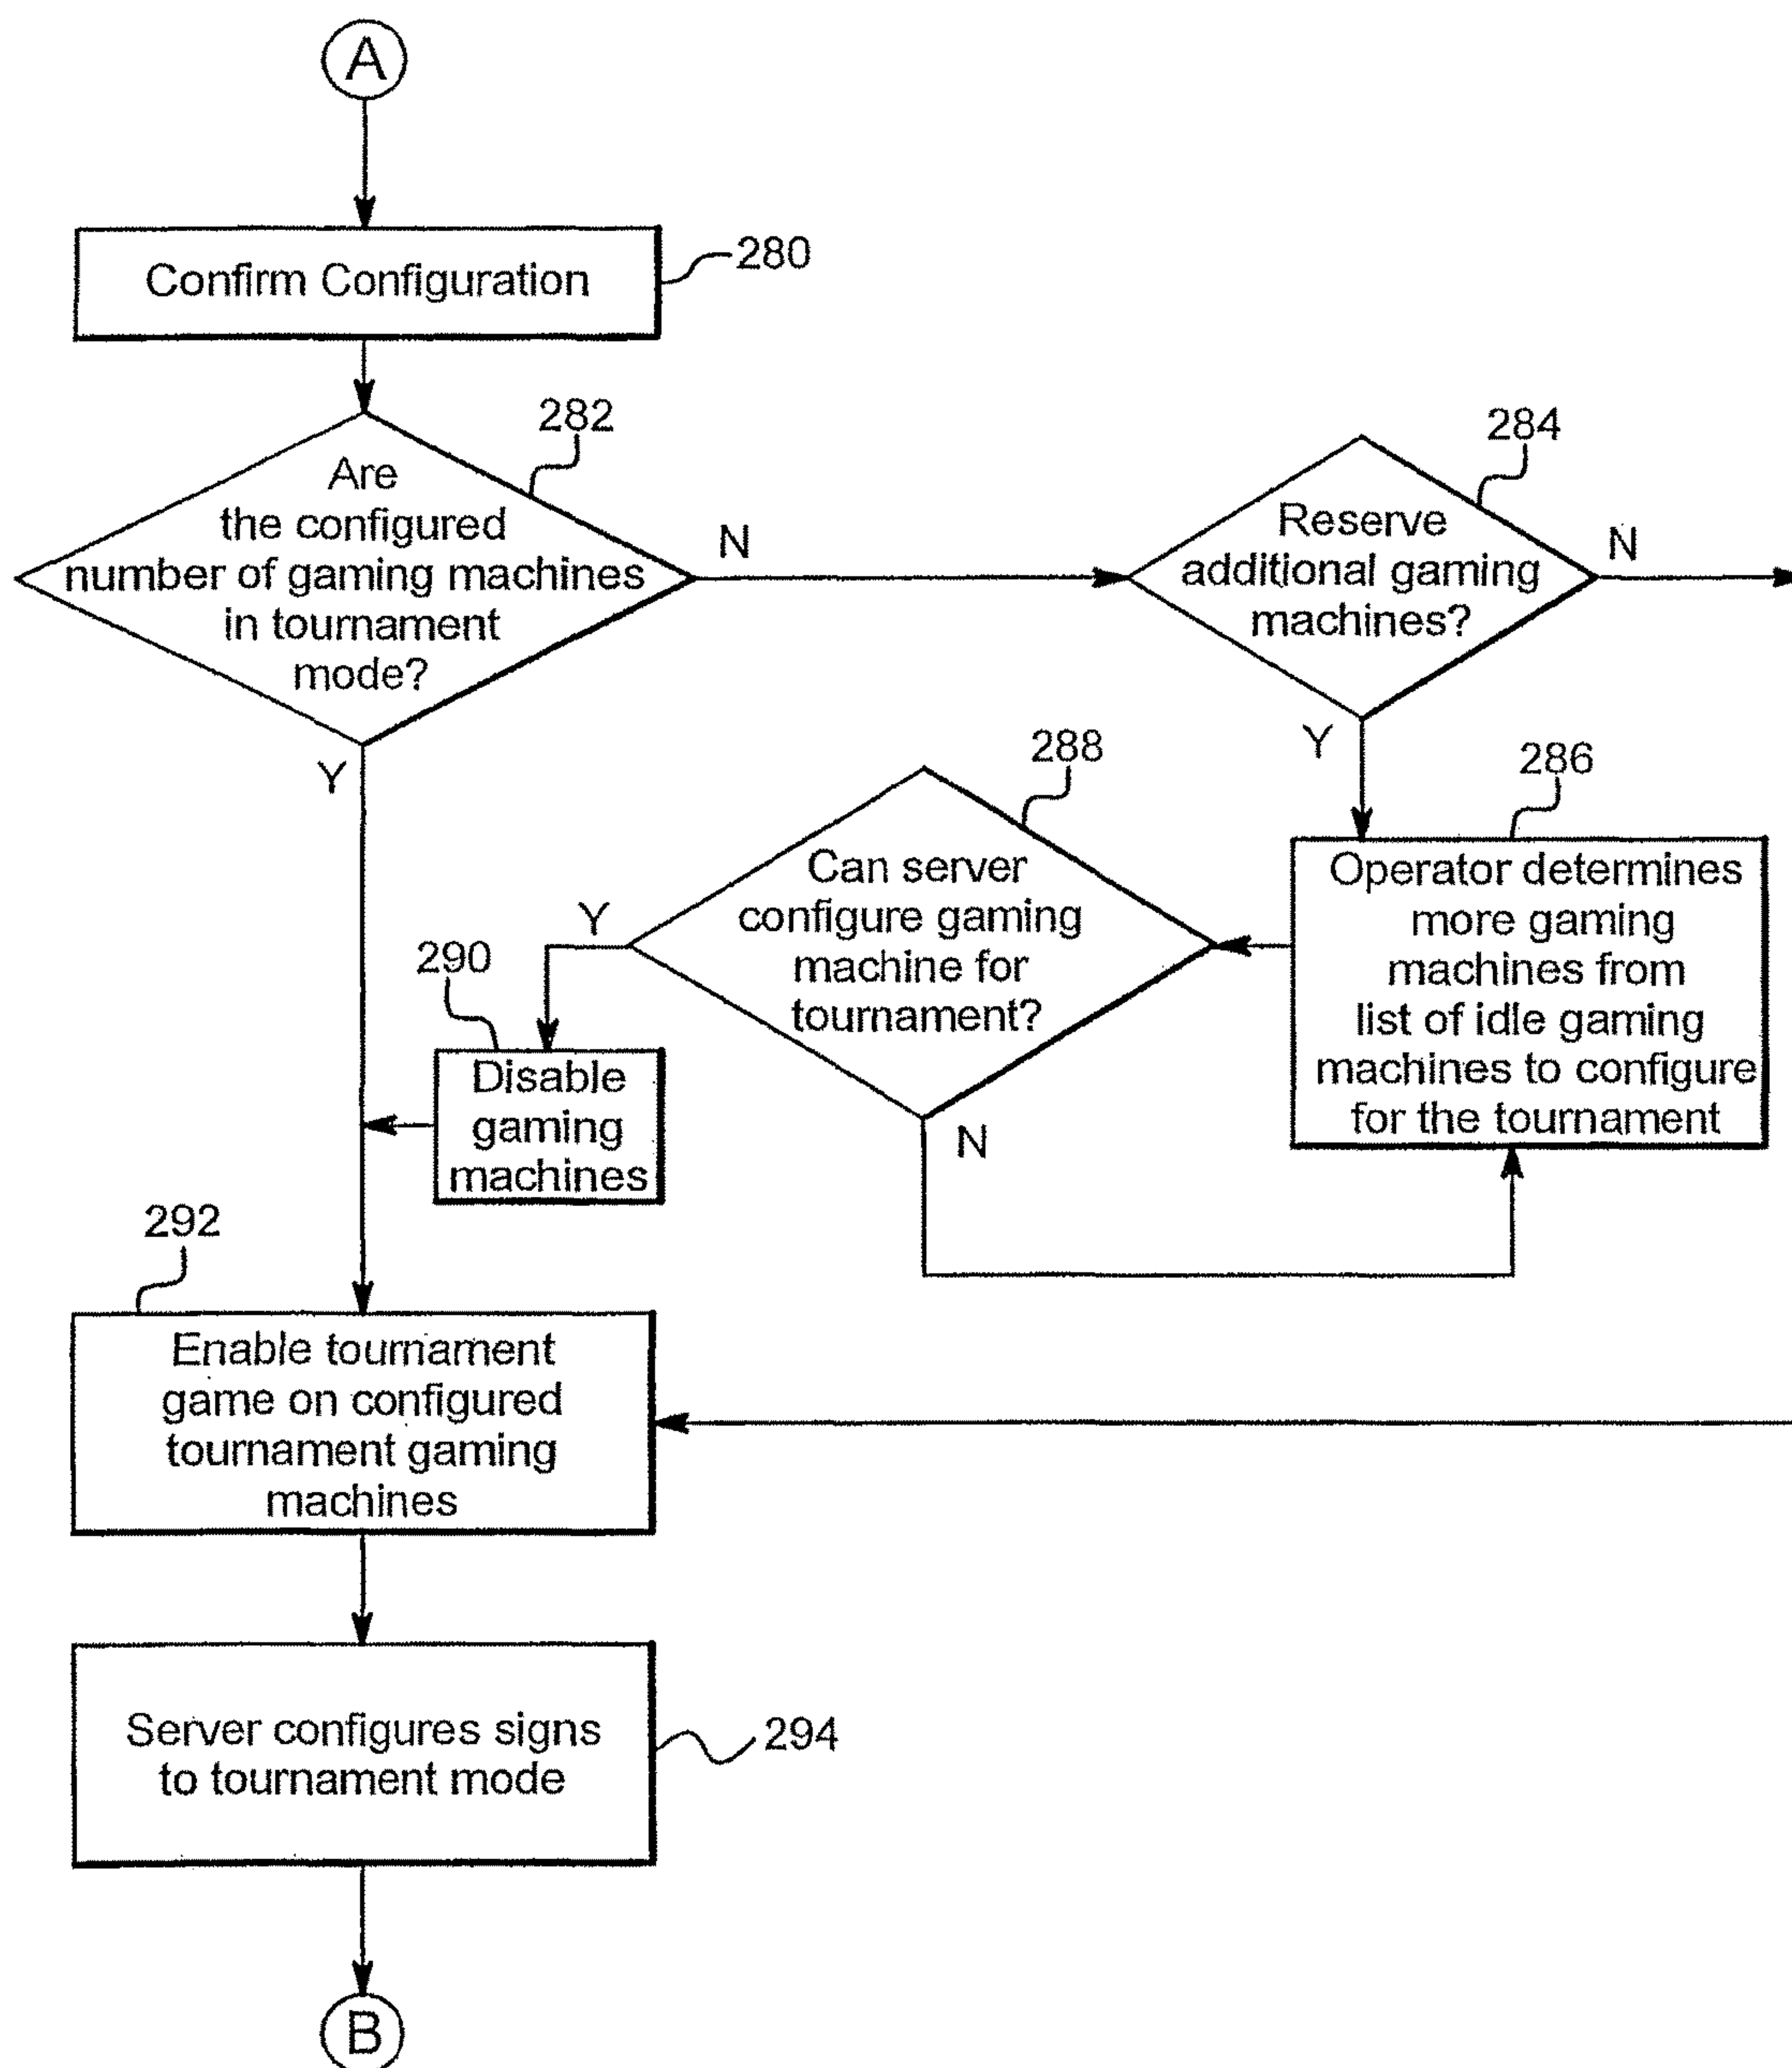 A
Confirm Configuration
280
282
Are
the configured
number of gaming machines
in tournament
mode?
N
Y
284
Reserve
additional gaming
machines?
N
Y
286
Operator determines
more gaming
machines from
list of idle gaming
machines to configure
for the tournament
288
Can server
configure gaming
machine for
tournament?
Y
N
290
Disable
gaming
machines
292
Enable tournament
game on configured
tournament gaming
machines
Server configures signs
to tournament mode
294
B